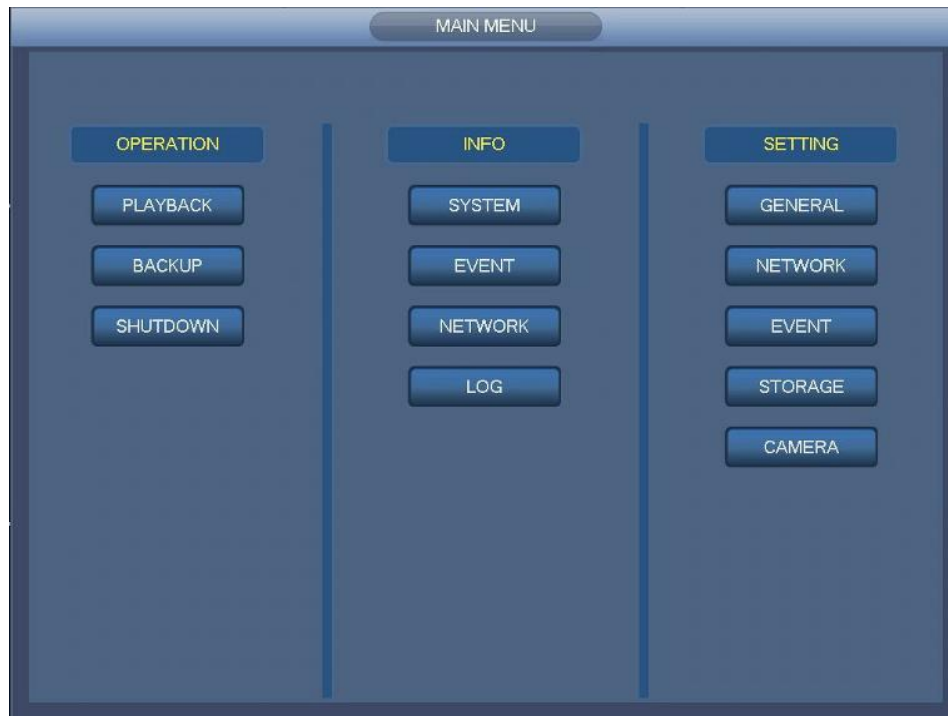 MAIN MENU
OPERATION
PLAYBACK
BACKUP
SHUTDOWN
INFO
SYSTEM
EVENT
NETWORK
LOG
SETTING
GENERAL
NETWORK
EVENT
STORAGE
CAMERA